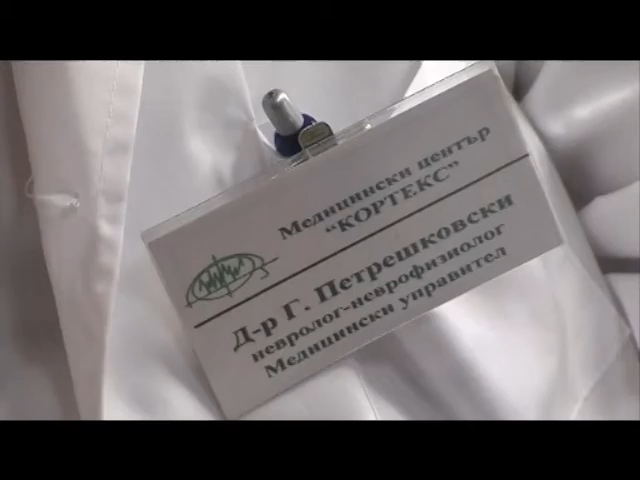 Медицински център
“КОРТЕКС”
Д-р Г. Петрешковски
невролог-неврофизиолог
Медицински управител